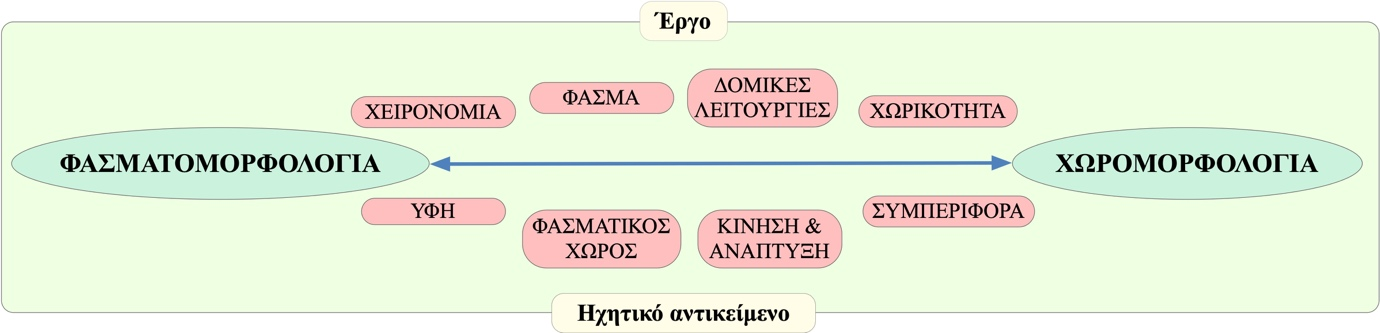 Έργο
ΧΕΙΡΟΝΟΜΙΑ
ΦΑΣΜΑ
ΔΟΜΙΚΕΣ
ΛΕΙΤΟΥΡΓΙΕΣ
ΧΩΡΙΚΟΤΗΤΑ
ΦΑΣΜΑΤΟΜΟΡΦΟΛΟΓΙΑ
ΧΩΡΟΜΟΡΦΟΛΟΓΙΑ
ΥΦΗ
ΦΑΣΜΑΤΙΚΟΣ
ΧΩΡΟΣ
ΚΙΝΗΣΗ &
ΑΝΑΠΤΥΞΗ
ΣΥΜΠΕΡΙΦΟΡΑ
Ηχητικό αντικείμενο